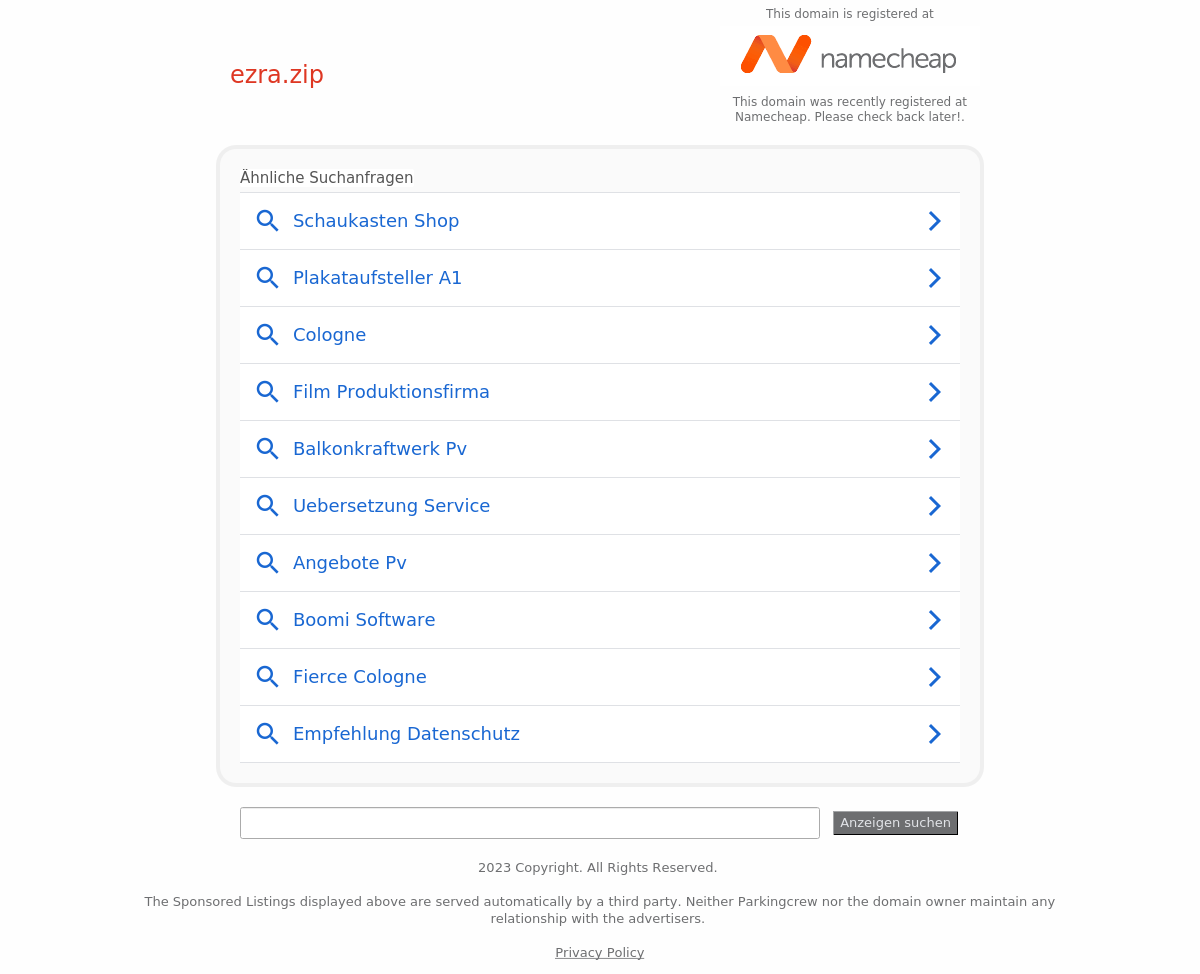 This domain is registered at
namecheap
ezra.zip
This domain was recently registered at
Namecheap. Please check back later!.
Ähnliche Suchanfragen
Schaukasten Shop
Plakataufsteller A1
Cologne
Film Produktionsfirma
Balkonkraftwerk Pv
Uebersetzung Service
Angebote Pv
Boomi Software
Fierce Cologne
Empfehlung Datenschutz
Anzeigen suchen
2023 Copyright. All Rights Reserved.
The Sponsored Listings displayed above are served automatically by a third party. Neither Parkingcrew nor the domain owner maintain any
relationship with the advertisers.
Privacy Policy